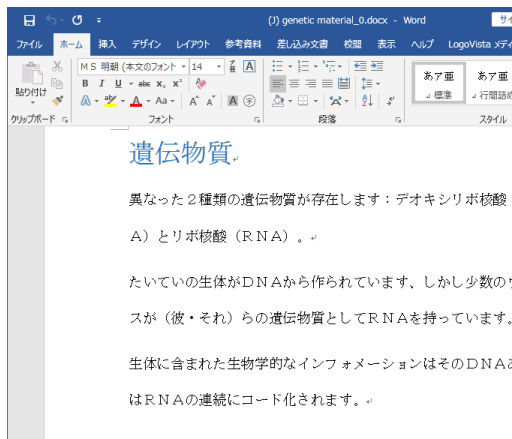 (J) genetic material_0.docx - Word
サイ
ファイル ホーム 挿入 デザイン レイアウト 参考資料 差し込み文書 校閲 表示 ヘルプ LogoVista メディ
MS 明朝 (本文のフォント 14
貼り付け
B I U abc x₂ x² Aa A A A 字
クリップボード フォント 段落 スタイル
あア亜 あア亜
標準 行間詰め
遺伝物質
異なった2種類の遺伝物質が存在します:デオキシリボ核酸
A)とリボ核酸(RNA)。
たいていの生体がDNAから作られています、しかし少数の
スが(彼・それ)らの遺伝物質としてRNAを持っています。
生体に含まれた生物学的なインフォメーションはそのDNA
はRNAの連続にコード化されます。